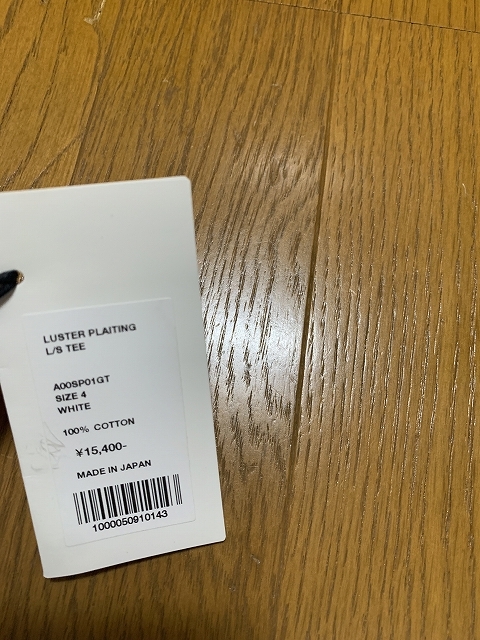 LUSTER PLAITING
L/S TEE
A00SP01GT
SIZE 4
WHITE
100% COTTON
¥15,400-
MADE IN JAPAN
1000050910143